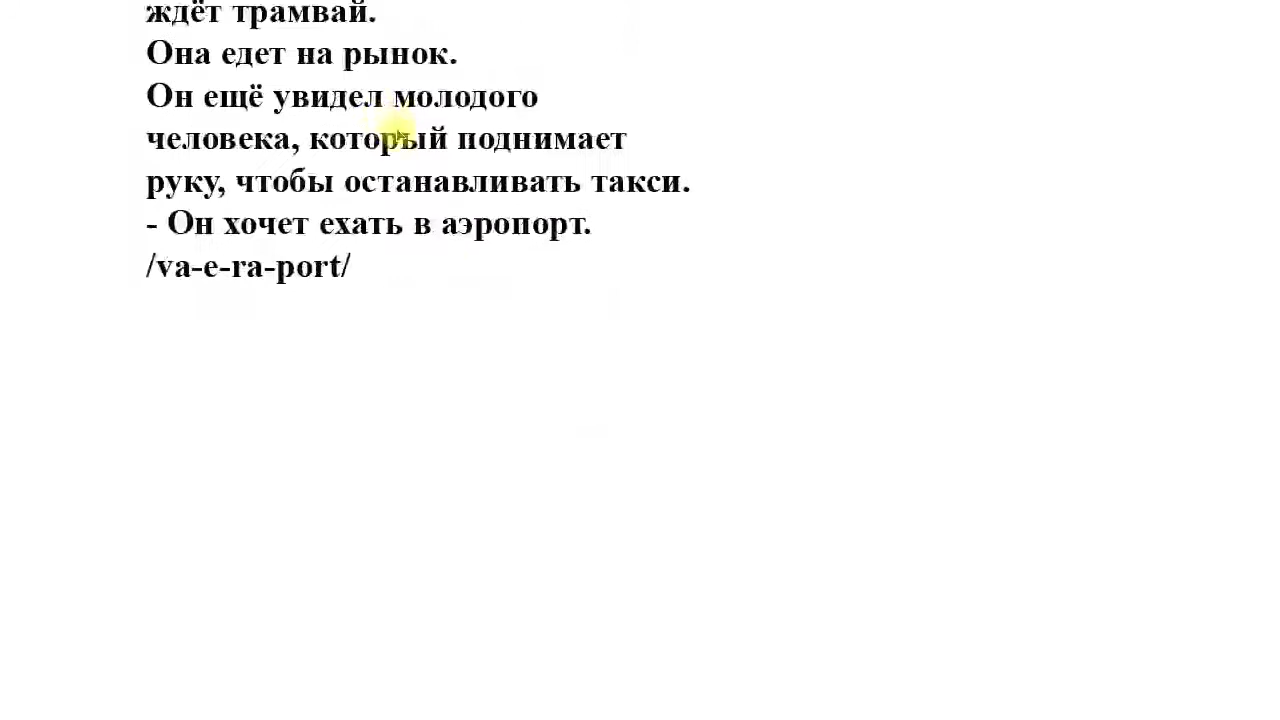 ждёт трамвай.
Она едет на рынок.
Он ещё увидел молодого
человека, который поднимает
руку, чтобы останавливать такси.
- Он хочет ехать в аэропорт.
/va-e-ra-port/